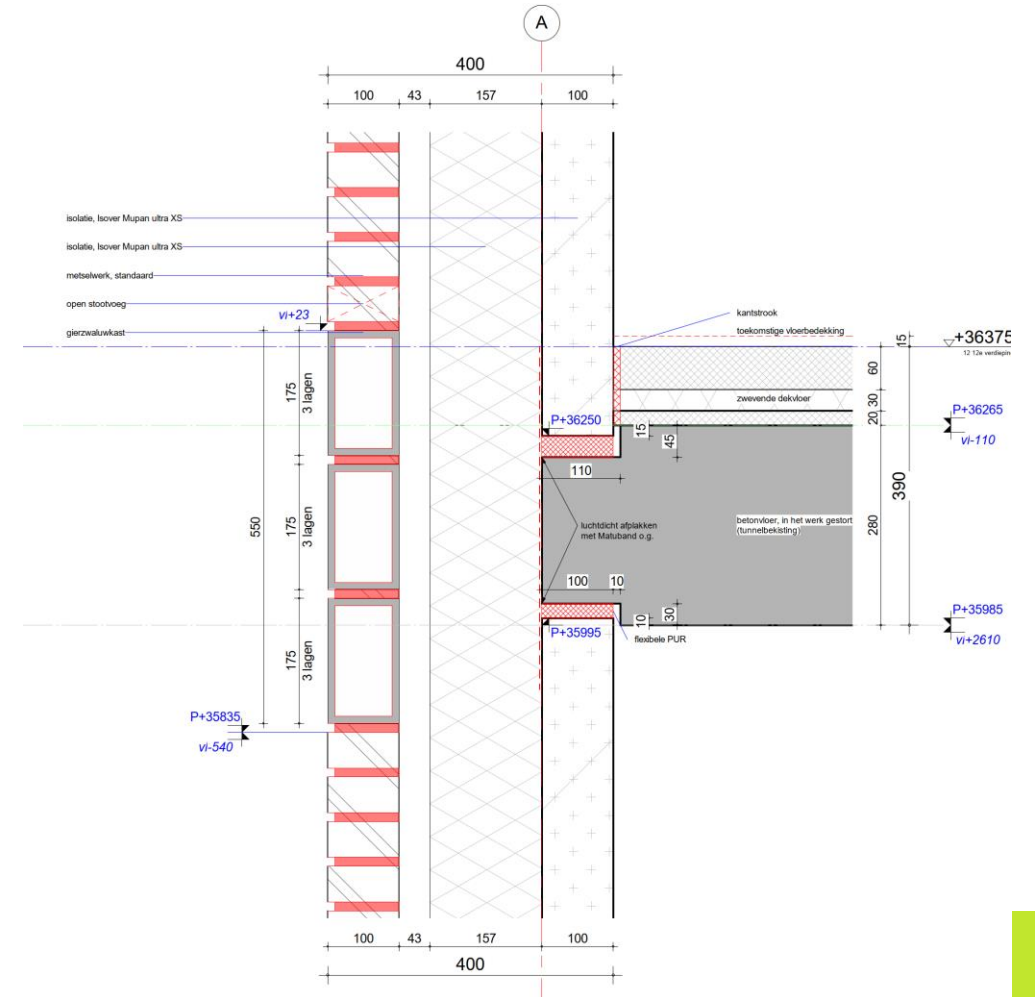 A
400
100 43 157 100
isolatie, Isover Mupan ultra XS
isolatie, Isover Mupan ultra XS
metselwerk, standaard
open stootvoeg
gierzwaluwkast
vi+23
kantstrook
toekomstige vloerbedekking
15
+36375
12 12e verdiepin
60
zwevende dekvloer
30
20
P+36265
vi-110
P+36250
15
45
110
175
3 lagen
550
175
3 lagen
175
3 lagen
luchtdicht afplakken
met Matuband o.g.
betonvloer, in het werk gestort
(tunnelbekisting)
280
390
100 10
10
30
P+35995
flexibele PUR
P+35985
vi+2610
P+35835
vi-540
100 43 157 100
400